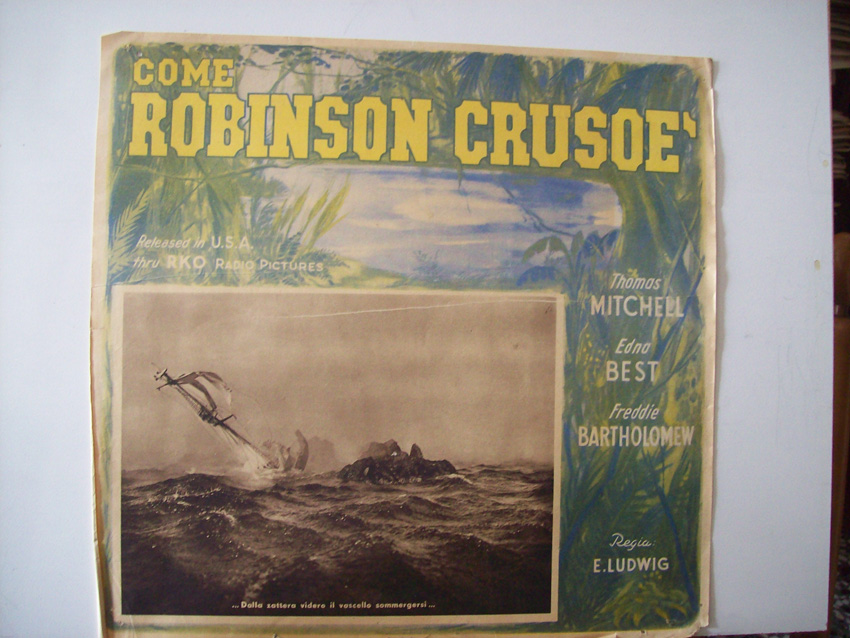 COME
ROBINSON CRUSOE'
Released in U.S.A.
thru RKO RADIO PICTURES
Thomas
MITCHELL
Edna
BEST
Freddie
BARTHOLOMEW
Regia:
E.LUDWIG
... Dalla zattera videro il vascello sommergersi ...